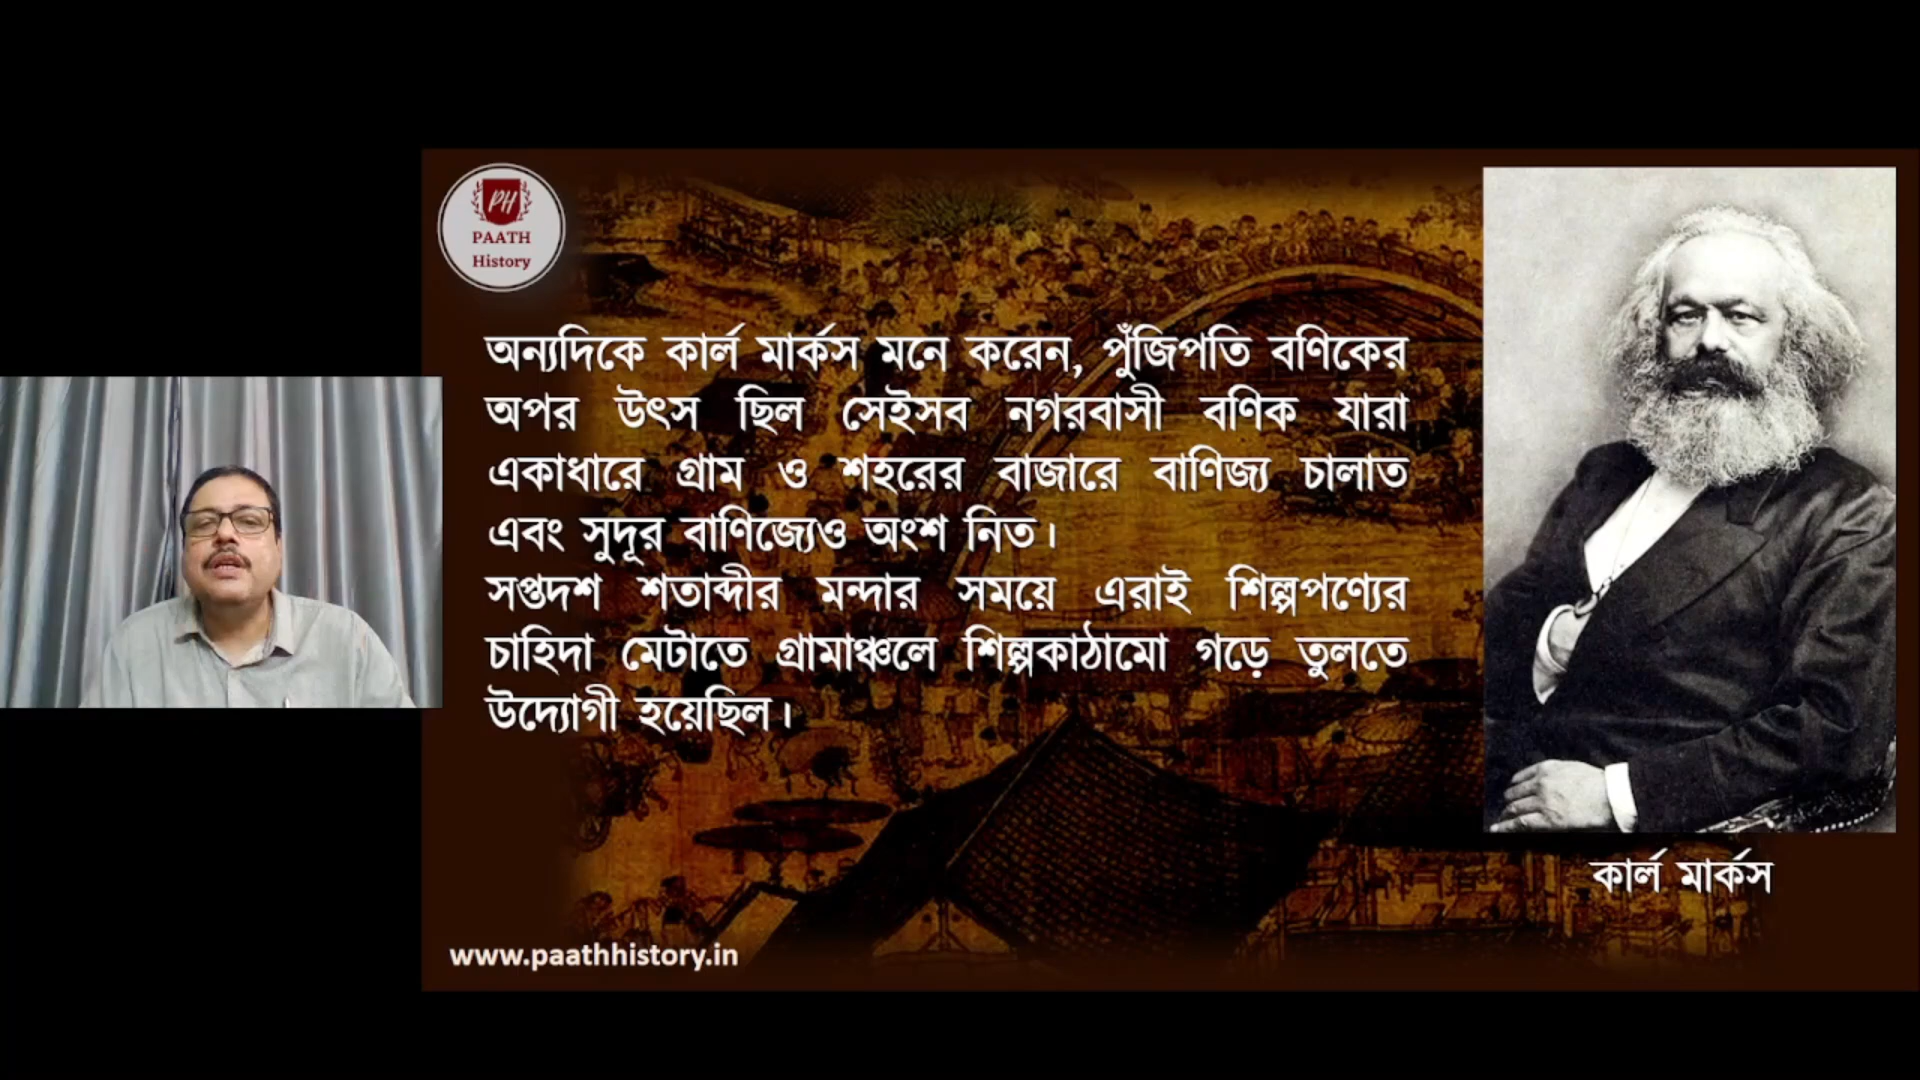 PH
PAATH
History
অন্যদিকে কার্ল মার্কস মনে করেন, পুঁজিপতি বণিকের
অপর উৎস ছিল সেইসব নগরবাসী বণিক যারা
একাধারে গ্রাম ও শহরের বাজারে বাণিজ্য চালাত
এবং সুদূর বাণিজ্যেও অংশ নিত।
সপ্তদশ শতাব্দীর মন্দার সময়ে এরাই শিল্পপণ্যের
চাহিদা মেটাতে গ্রামাঞ্চলে শিল্পকাঠামো গড়ে তুলতে
উদ্যোগী হয়েছিল।
কার্ল মার্কস
www.paathhistory.in